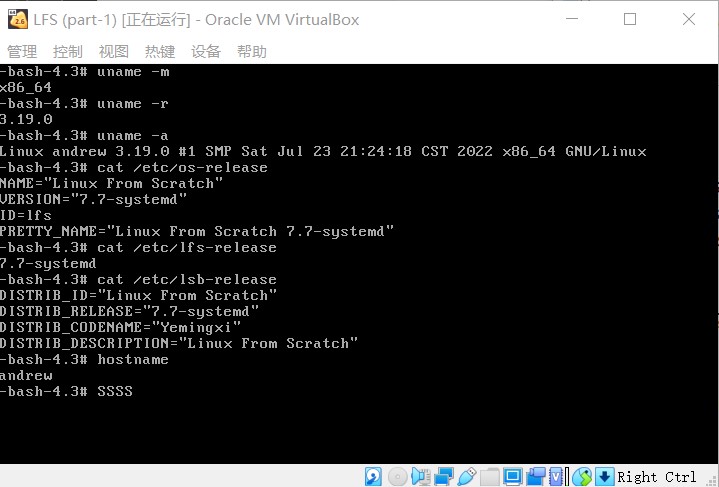 LFS (part-1) [正在运行] - Oracle VM VirtualBox
管理 控制 视图 热键 设备 帮助
-bash-4.3# uname -m
x86_64
-bash-4.3# uname -r
3.19.0
-bash-4.3# uname -a
Linux andrew 3.19.0 #1 SMP Sat Jul 23 21:24:18 CST 2022 x86_64 GNU/Linux
-bash-4.3# cat /etc/os-release
NAME="Linux From Scratch"
VERSION="7.7-systemd"
ID=lfs
PRETTY_NAME="Linux From Scratch 7.7-systemd"
-bash-4.3# cat /etc/lfs-release
7.7-systemd
-bash-4.3# cat /etc/lsb-release
DISTRIB_ID="Linux From Scratch"
DISTRIB_RELEASE="7.7-systemd"
DISTRIB_CODENAME="Yemingxi"
DISTRIB_DESCRIPTION="Linux From Scratch"
-bash-4.3# hostname
andrew
-bash-4.3# SSSS
Right Ctrl